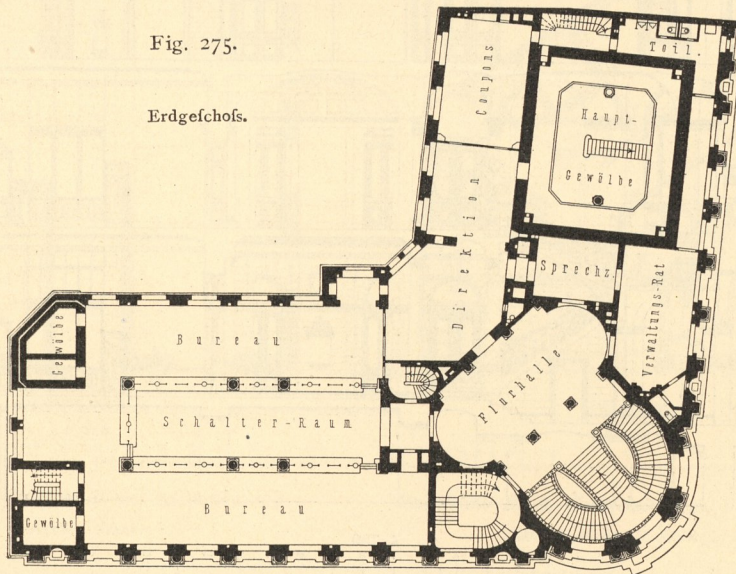 Fig. 275.
Erdgeſchoſs.
Coupons
Toil.
Haupt-
Gewölbe
Direktion
Sprechz.
Verwaltungs-Rat
Gewölbe
Bureau
Flurhalle
Schalter-Raum
Bureau
Gewölbe